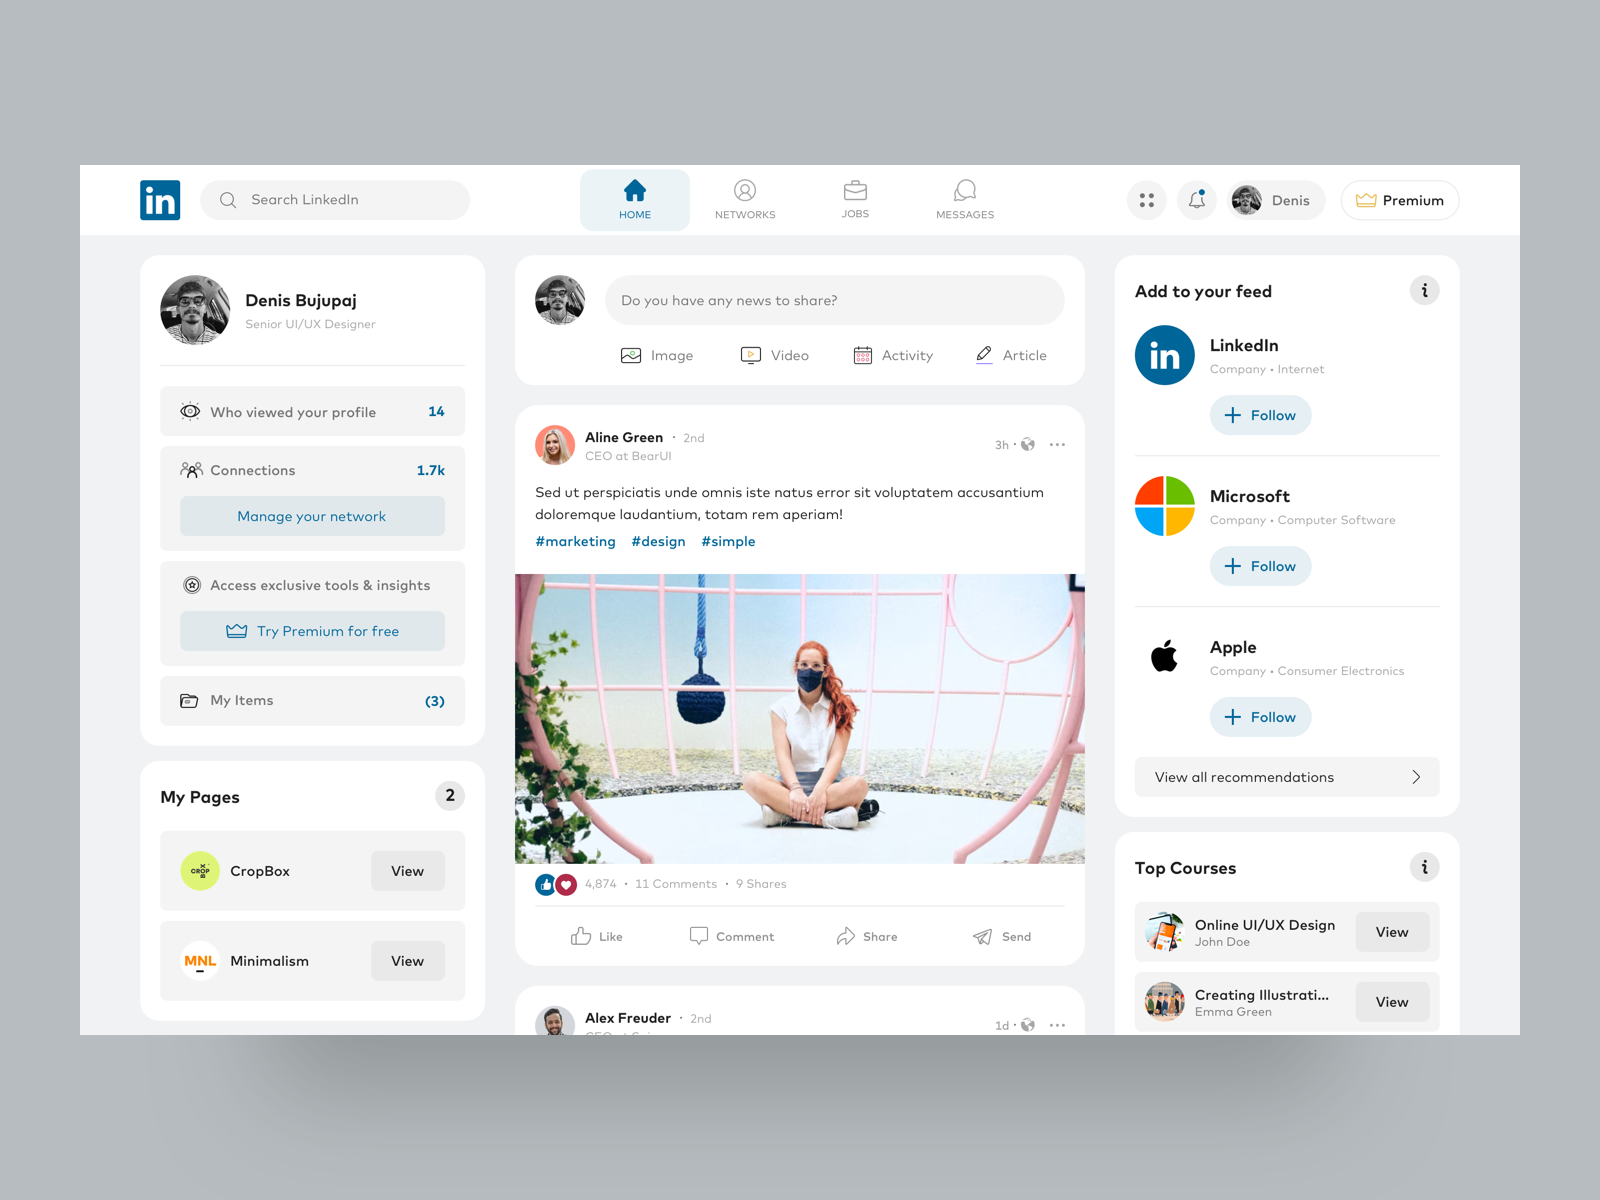 in
Search LinkedIn
HOME
NETWORKS
JOBS
MESSAGES
Denis
Premium
Denis Bujupaj
Senior UI/UX Designer
Who viewed your profile 14
Connections 1.7k
Manage your network
Access exclusive tools & insights
Try Premium for free
My Items (3)
My Pages 2
CROP
CropBox
View
MNL
Minimalism
View
Do you have any news to share?
Image
Video
Activity
Article
Aline Green · 2nd
CEO at BearUI
3h ·
Sed ut perspiciatis unde omnis iste natus error sit voluptatem accusantium
doloremque laudantium, totam rem aperiam!
#marketing #design #simple
4,874 · 11 Comments · 9 Shares
Like
Comment
Share
Send
Alex Freuder · 2nd
1d ·
Add to your feed i
in
LinkedIn
Company • Internet
Follow
Microsoft
Company • Computer Software
Follow
Apple
Company • Consumer Electronics
Follow
View all recommendations
Top Courses i
Online UI/UX Design
John Doe
View
Creating Illustrati...
Emma Green
View